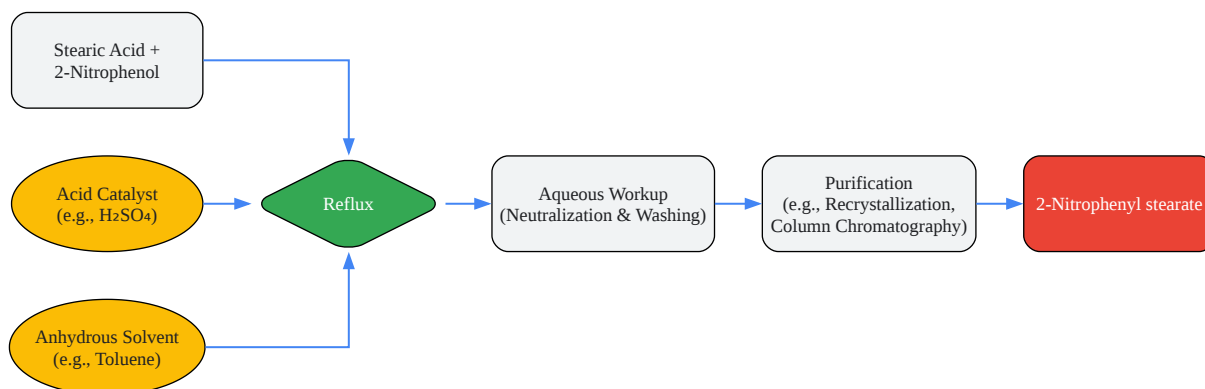 Stearic Acid +
2-Nitrophenol
Acid Catalyst
(e.g., H₂SO₄)
Anhydrous Solvent
(e.g., Toluene)
Reflux
Aqueous Workup
(Neutralization & Washing)
Purification
(e.g., Recrystallization,
Column Chromatography)
2-Nitrophenyl stearate